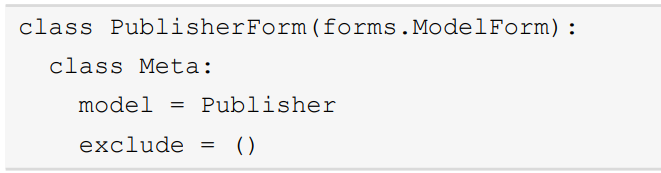 class PublisherForm(forms.ModelForm):
  class Meta:
    model = Publisher
    exclude = ()